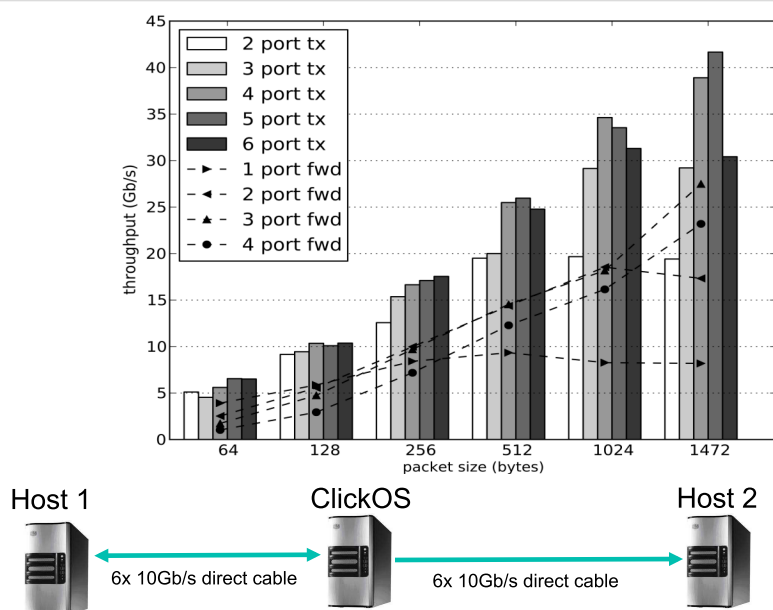 45
40
35
30
25
20
15
10
5
0
throughput (Gb/s)
2 port tx
3 port tx
4 port tx
5 port tx
6 port tx
1 port fwd
2 port fwd
3 port fwd
4 port fwd
64 128 256 512 1024 1472
packet size (bytes)
Host 1 ClickOS Host 2
6x 10Gb/s direct cable 6x 10Gb/s direct cable